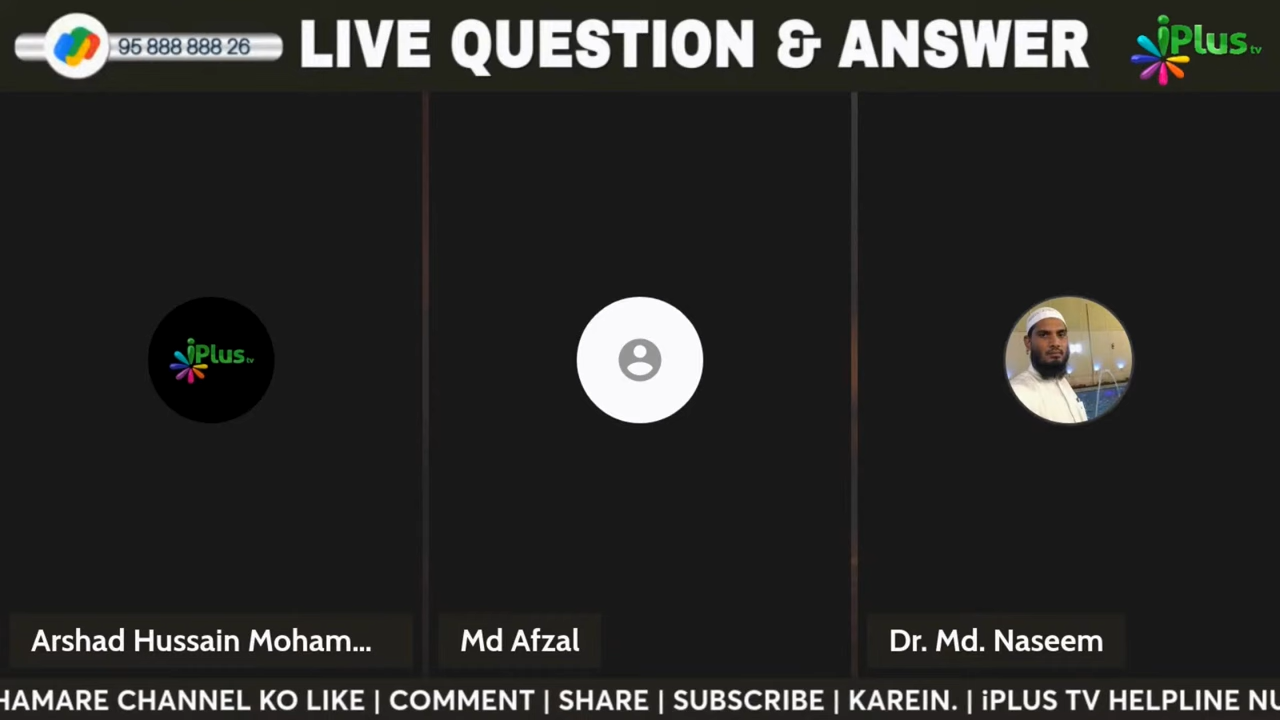 95 888 888 26
LIVE QUESTION & ANSWER
iPlus tv
iPlus tv
Arshad Hussain Moham...
Md Afzal
Dr. Md. Naseem
HAMARE CHANNEL KO LIKE | COMMENT | SHARE | SUBSCRIBE | KAREIN. | iPLUS TV HELPLINE